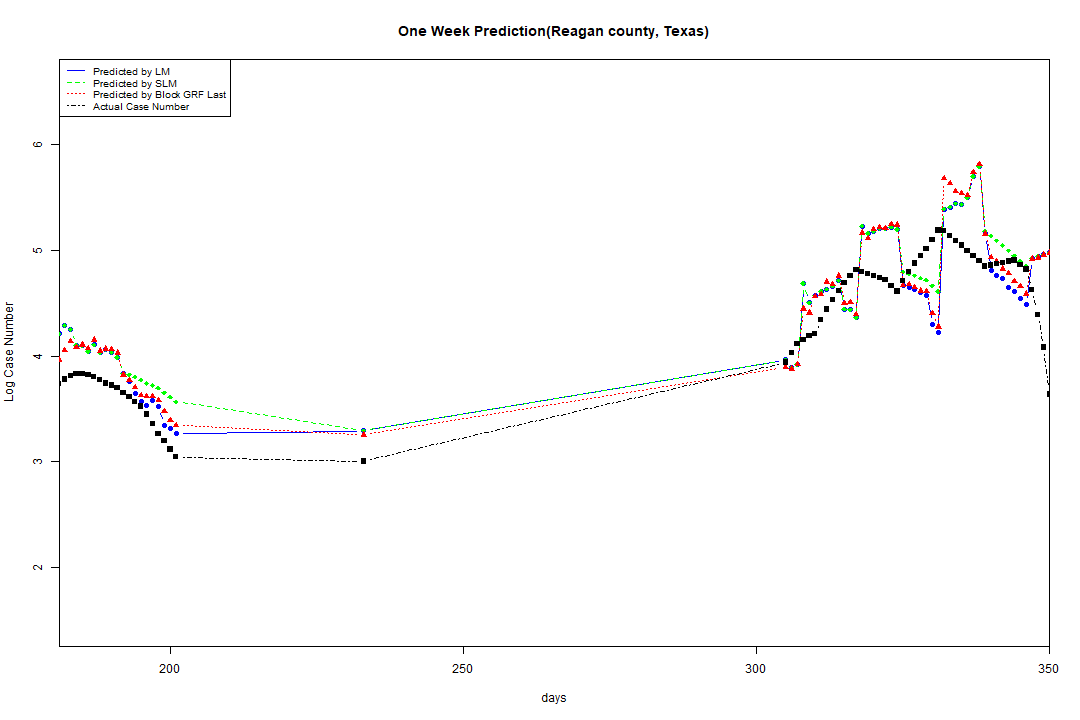 One Week Prediction(Reagan county, Texas)
Predicted by LM
Predicted by SLM
Predicted by Block GRF Last
Actual Case Number
Log Case Number
6
5
4
3
2
200
250
300
350
days